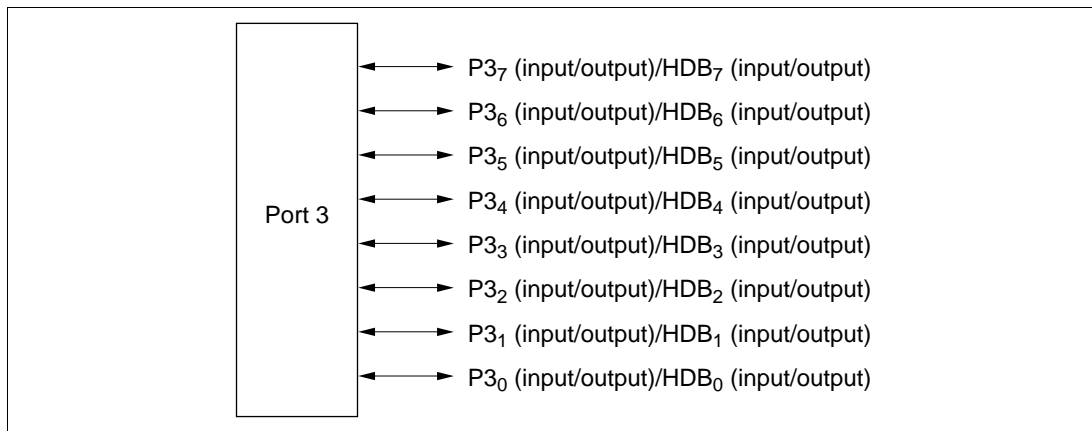 P3₇ (input/output)/HDB₇ (input/output)
P3₆ (input/output)/HDB₆ (input/output)
P3₅ (input/output)/HDB₅ (input/output)
P3₄ (input/output)/HDB₄ (input/output)
Port 3
P3₃ (input/output)/HDB₃ (input/output)
P3₂ (input/output)/HDB₂ (input/output)
P3₁ (input/output)/HDB₁ (input/output)
P3₀ (input/output)/HDB₀ (input/output)